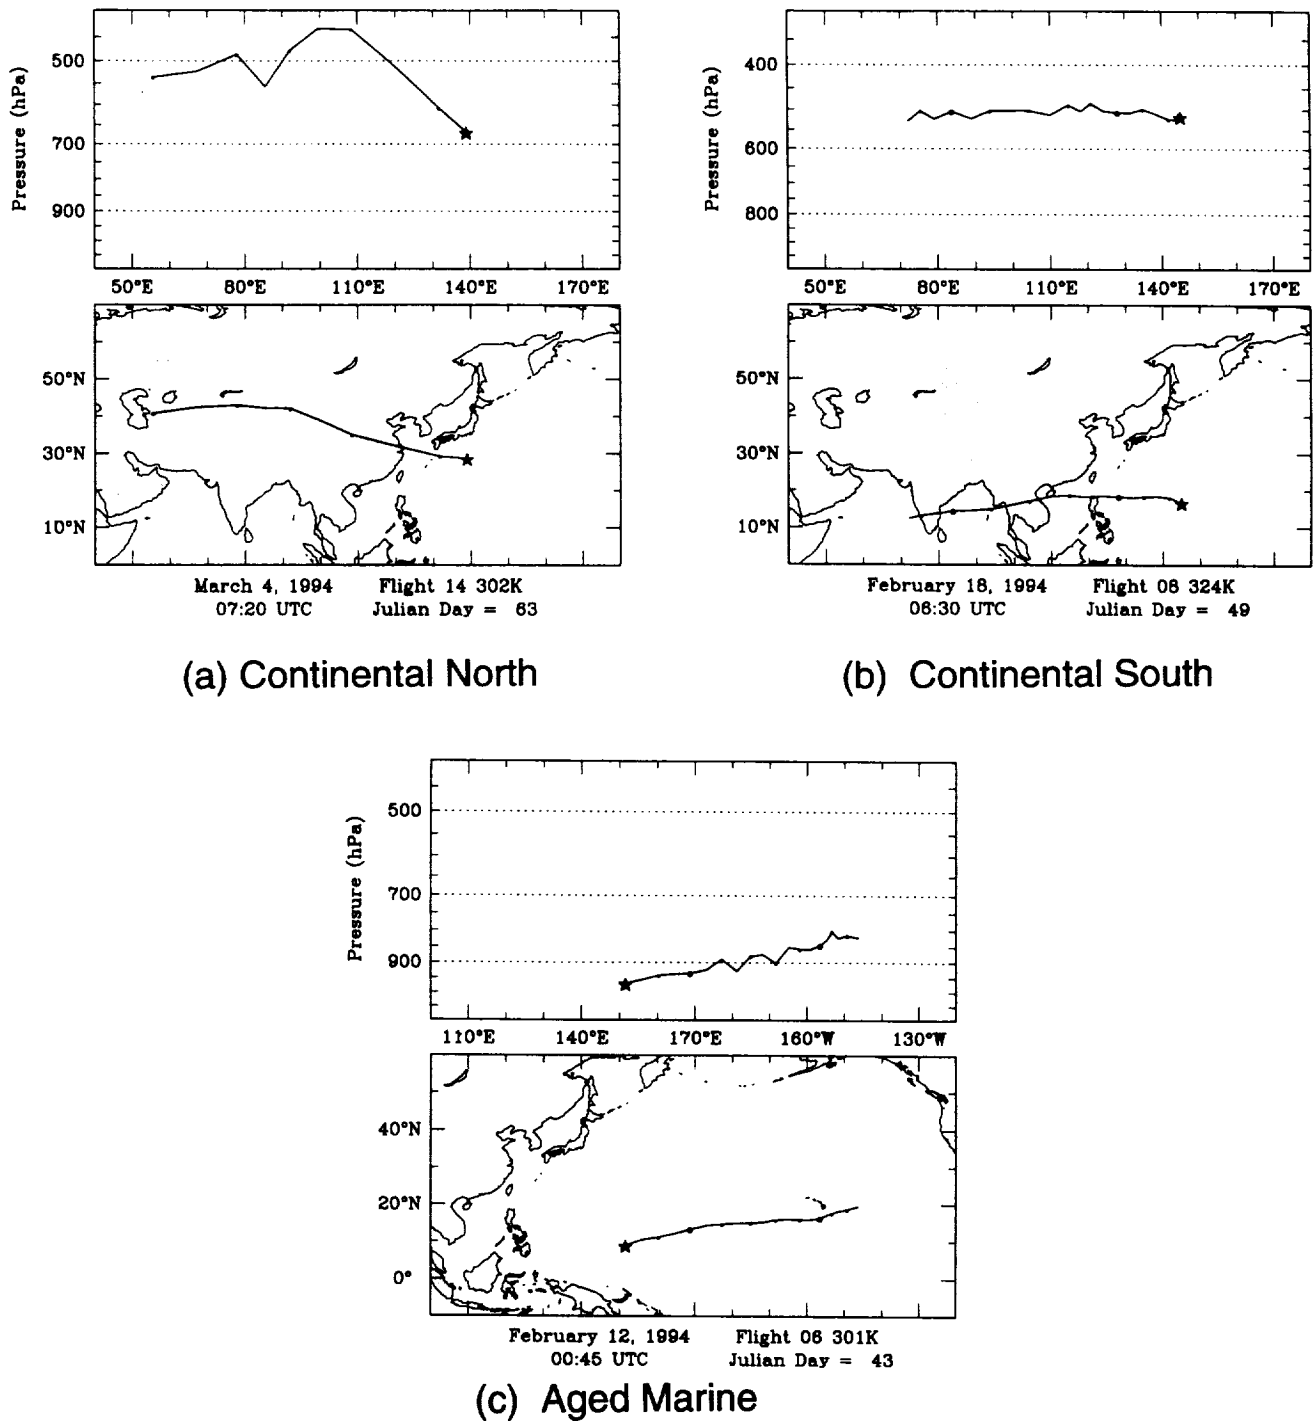 Pressure (hPa)
500
700
900
50°E 80°E 110°E 140°E 170°E
50°N
30°N
10°N
March 4, 1994 Flight 14 302K
07:20 UTC Julian Day = 63
(a) Continental North
Pressure (hPa)
400
600
800
50°E 80°E 110°E 140°E 170°E
50°N
30°N
10°N
February 18, 1994 Flight 08 324K
06:30 UTC Julian Day = 49
(b) Continental South
Pressure (hPa)
500
700
900
110°E 140°E 170°E 160°W 130°W
40°N
20°N
0°
February 12, 1994 Flight 06 301K
00:45 UTC Julian Day = 43
(c) Aged Marine